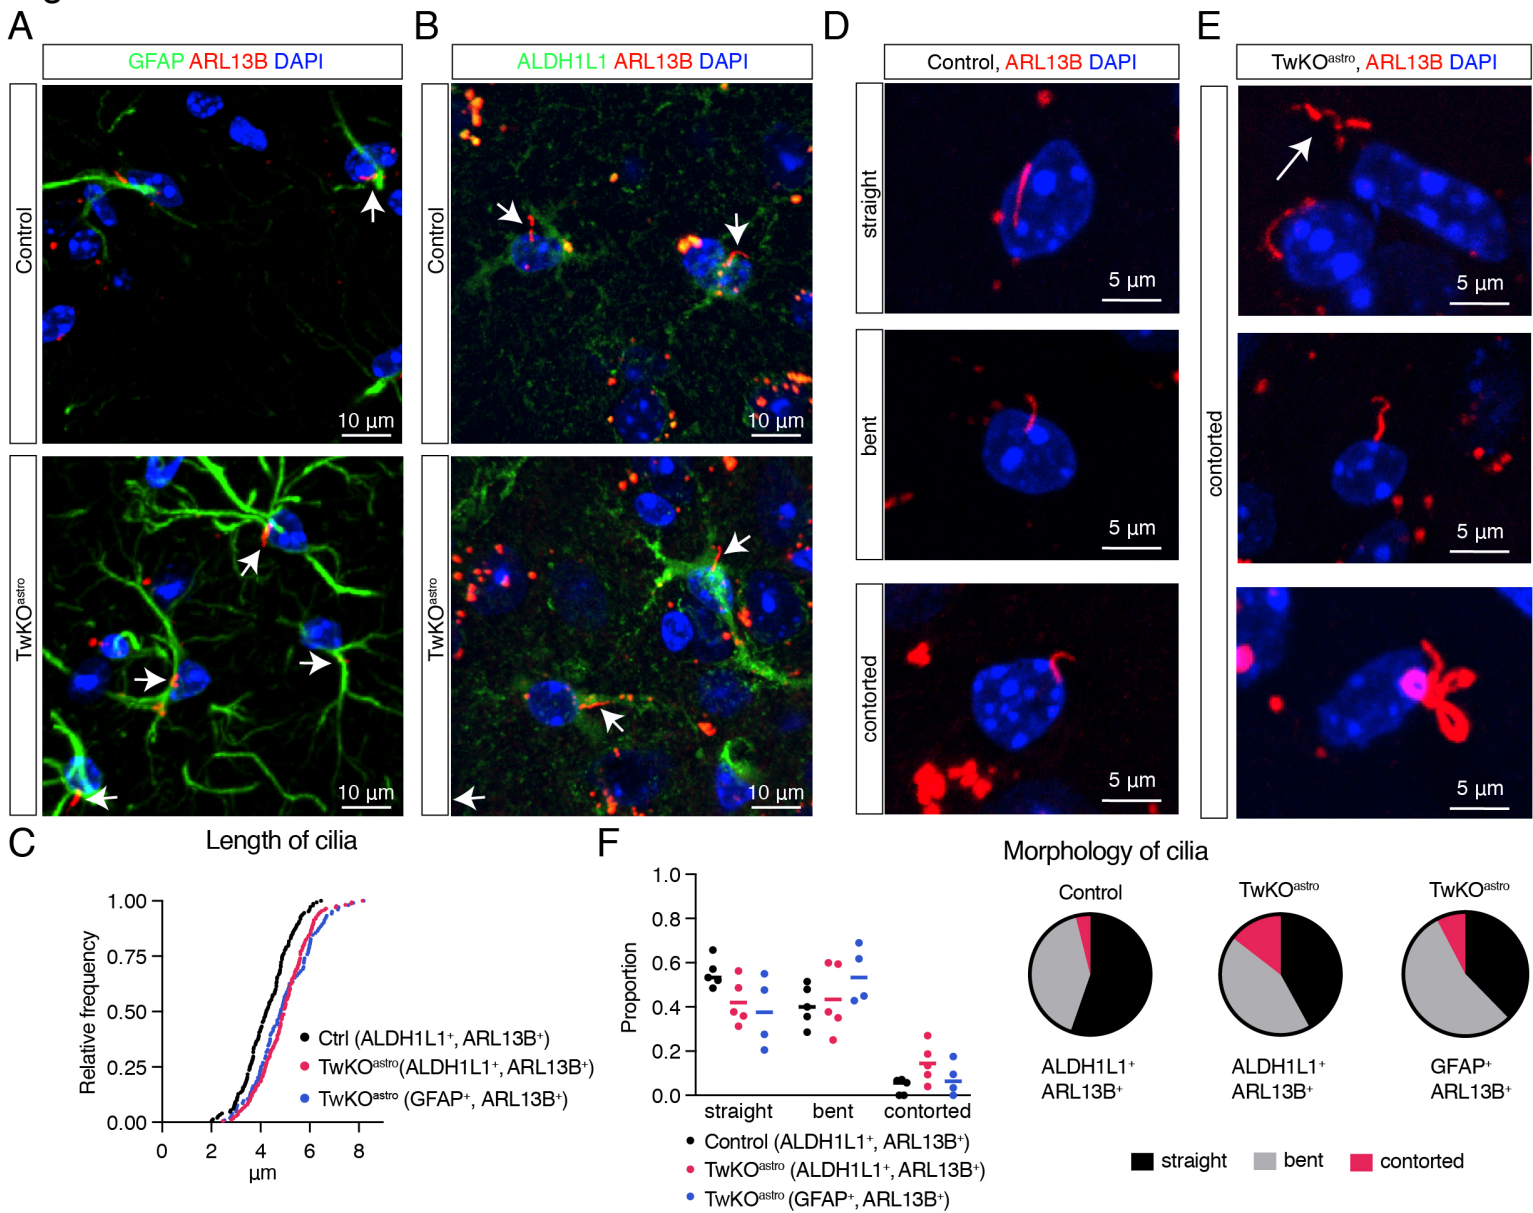 A
B
D
E
GFAP ARL13B DAPI
ALDH1L1 ARL13B DAPI
Control, ARL13B DAPI
TwKOastro, ARL13B DAPI
Control
10 µm
Control
10 µm
straight
5 µm
5 µm
bent
5 µm
contorted
5 µm
TwKOastro
10 µm
TwKOastro
10 µm
contorted
5 µm
5 µm
C
Length of cilia
Relative frequency
1.00
0.75
0.50
0.25
0.00
0
2
4
6
8
µm
Ctrl (ALDH1L1+, ARL13B+)
TwKOastro(ALDH1L1+, ARL13B+)
TwKOastro (GFAP+, ARL13B+)
F
Morphology of cilia
Proportion
1.0
0.8
0.6
0.4
0.2
0.0
straight
bent
contorted
Control (ALDH1L1+, ARL13B+)
TwKOastro (ALDH1L1+, ARL13B+)
TwKOastro (GFAP+, ARL13B+)
Control
TwKOastro
TwKOastro
ALDH1L1+
ARL13B+
ALDH1L1+
ARL13B+
GFAP+
ARL13B+
straight
bent
contorted